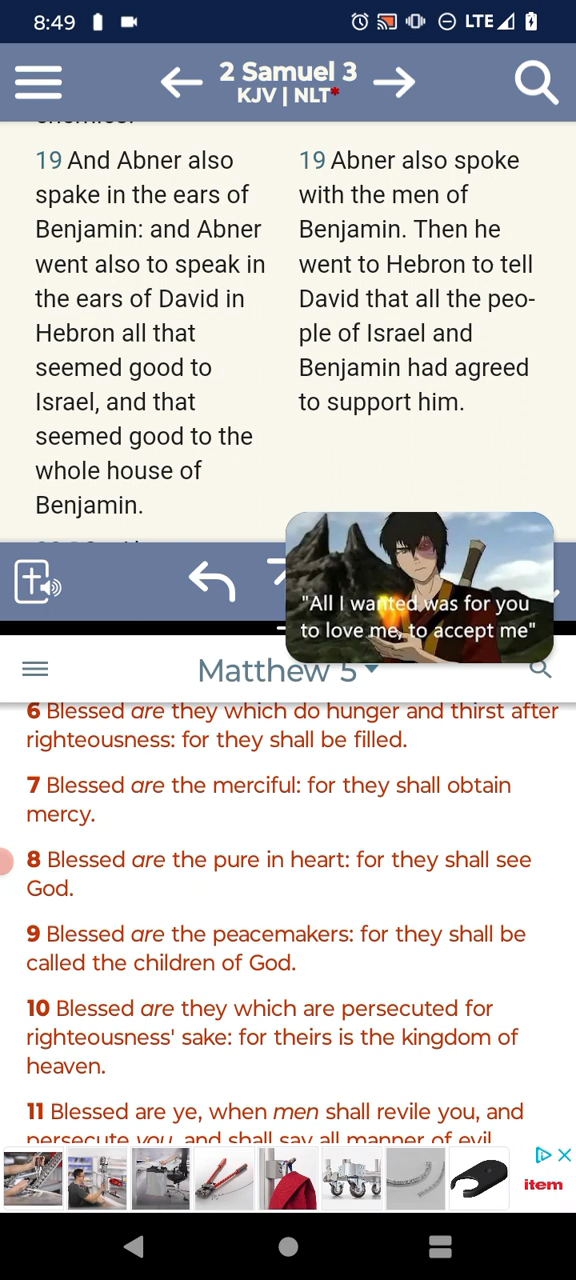 8:49 LTE
2 Samuel 3
KJV | NLT*
19 And Abner also
spake in the ears of
Benjamin: and Abner
went also to speak in
the ears of David in
Hebron all that
seemed good to
Israel, and that
seemed good to the
whole house of
Benjamin.
19 Abner also spoke
with the men of
Benjamin. Then he
went to Hebron to tell
David that all the peo-
ple of Israel and
Benjamin had agreed
to support him.
"All I wanted was for you
to love me, to accept me"
Matthew 5
6 Blessed are they which do hunger and thirst after
righteousness: for they shall be filled.
7 Blessed are the merciful: for they shall obtain
mercy.
8 Blessed are the pure in heart: for they shall see
God.
9 Blessed are the peacemakers: for they shall be
called the children of God.
10 Blessed are they which are persecuted for
righteousness' sake: for theirs is the kingdom of
heaven.
11 Blessed are ye, when men shall revile you, and
persecute you, and shall say all manner of evil
item